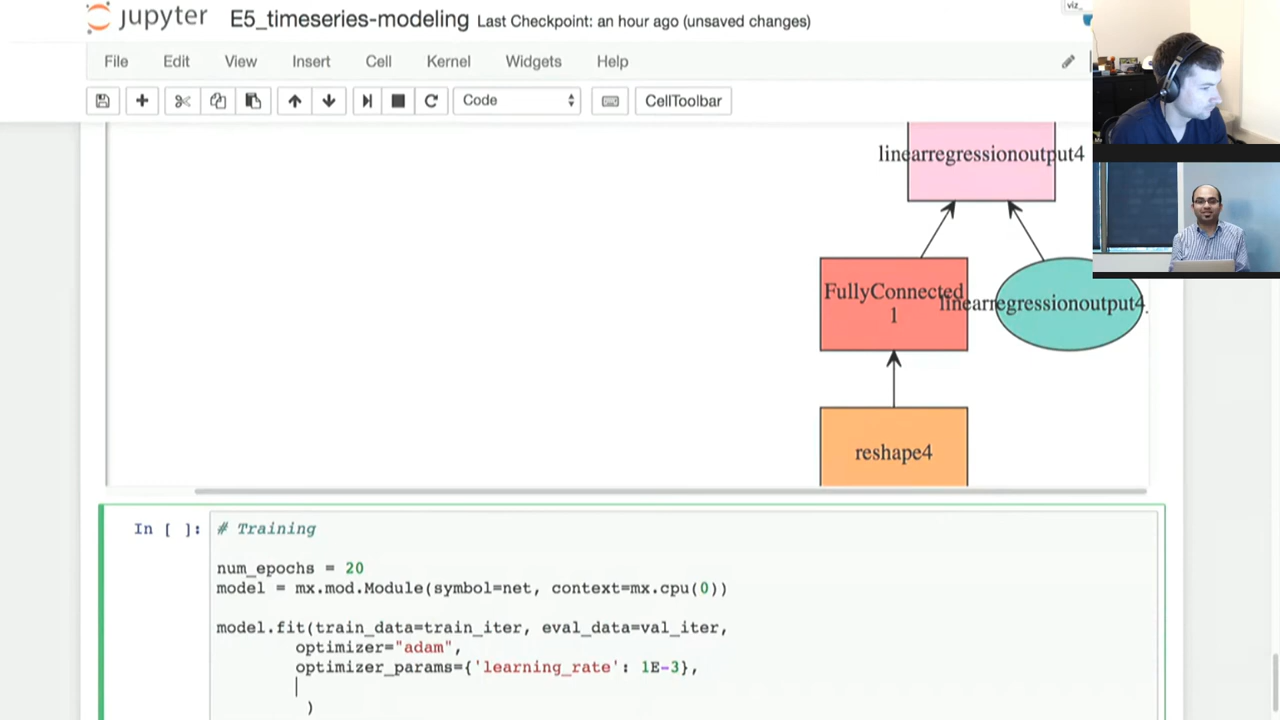 jupyter E5_timeseries-modeling Last Checkpoint: an hour ago (unsaved changes)
viz_
File Edit View Insert Cell Kernel Widgets Help
Code CellToolbar
linearregressionoutput4
FullyConnected
1
linearregressionoutput4
reshape4
In [ ]: # Training
num_epochs = 20
model = mx.mod.Module(symbol=net, context=mx.cpu(0))
model.fit(train_data=train_iter, eval_data=val_iter,
optimizer="adam",
optimizer_params={'learning_rate': 1E-3},
)